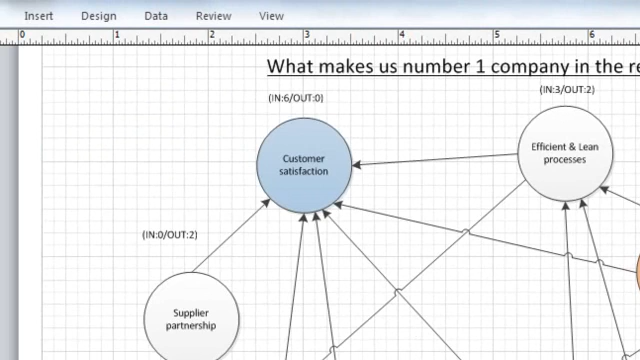 Insert Design Data Review View
0 1 2 3 4 5 6
What makes us number 1 company in the
(IN:3/OUT:2)
(IN:6/OUT:0)
Efficient & Lean
processes
Customer
satisfaction
(IN:0/OUT:2)
Supplier
partnership